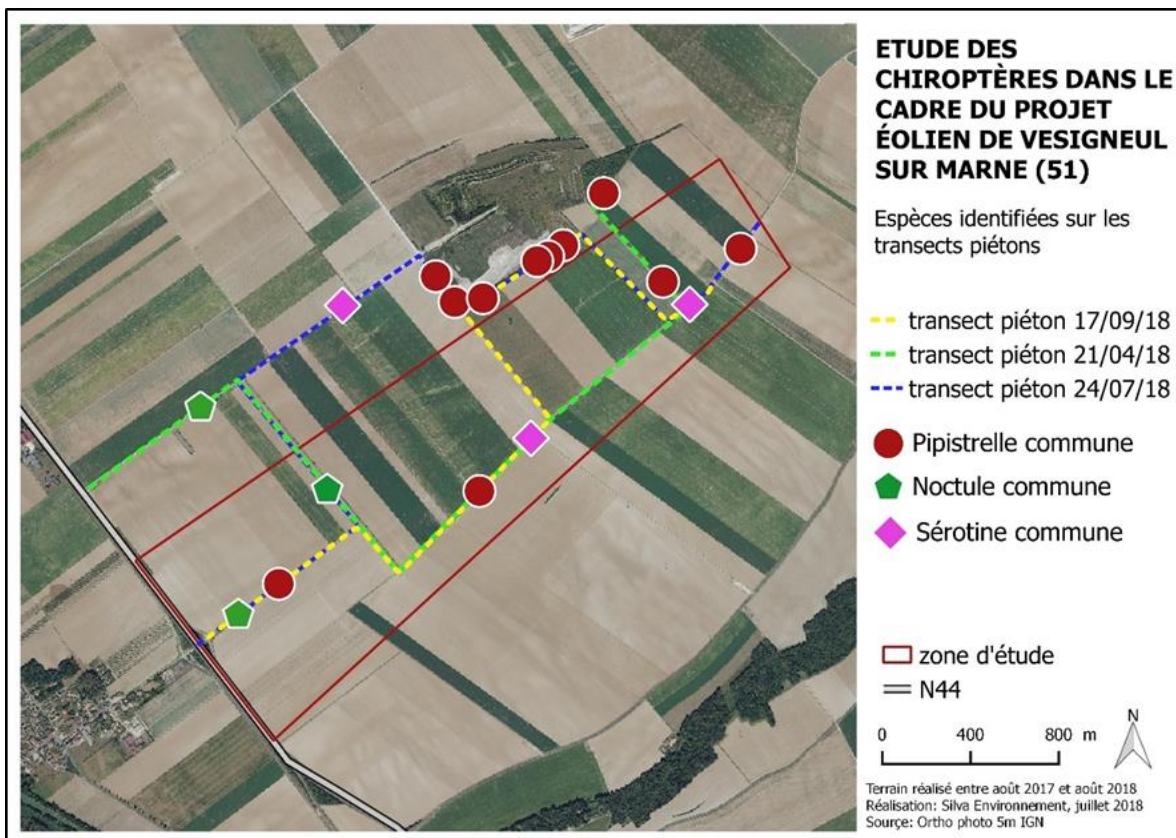 ETUDE DES
CHIROPTÈRES DANS LE
CADRE DU PROJET
ÉOLIEN DE VESIGNEUL
SUR MARNE (51)
Espèces identifiées sur les
transects piétons
transect piéton 17/09/18
transect piéton 21/04/18
transect piéton 24/07/18
Pipistrelle commune
Noctule commune
Sérotine commune
zone d'étude
N44
N
0 400 800 m
Terrain réalisé entre août 2017 et août 2018
Réalisation: Silva Environnement, juillet 2018
Source: Ortho photo 5m IGN